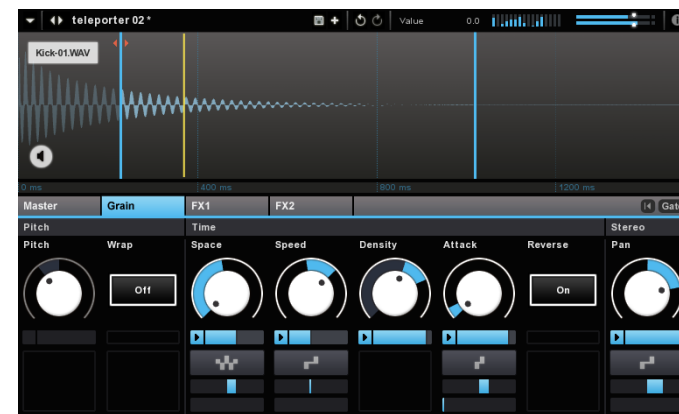 teleporter 02 *
Value 0.0
Kick-01.WAV
0 ms 400 ms 800 ms 1200 ms
Master Grain FX1 FX2
Pitch Time Stereo
Pitch Wrap Space Speed Density Attack Reverse Pan
Off On